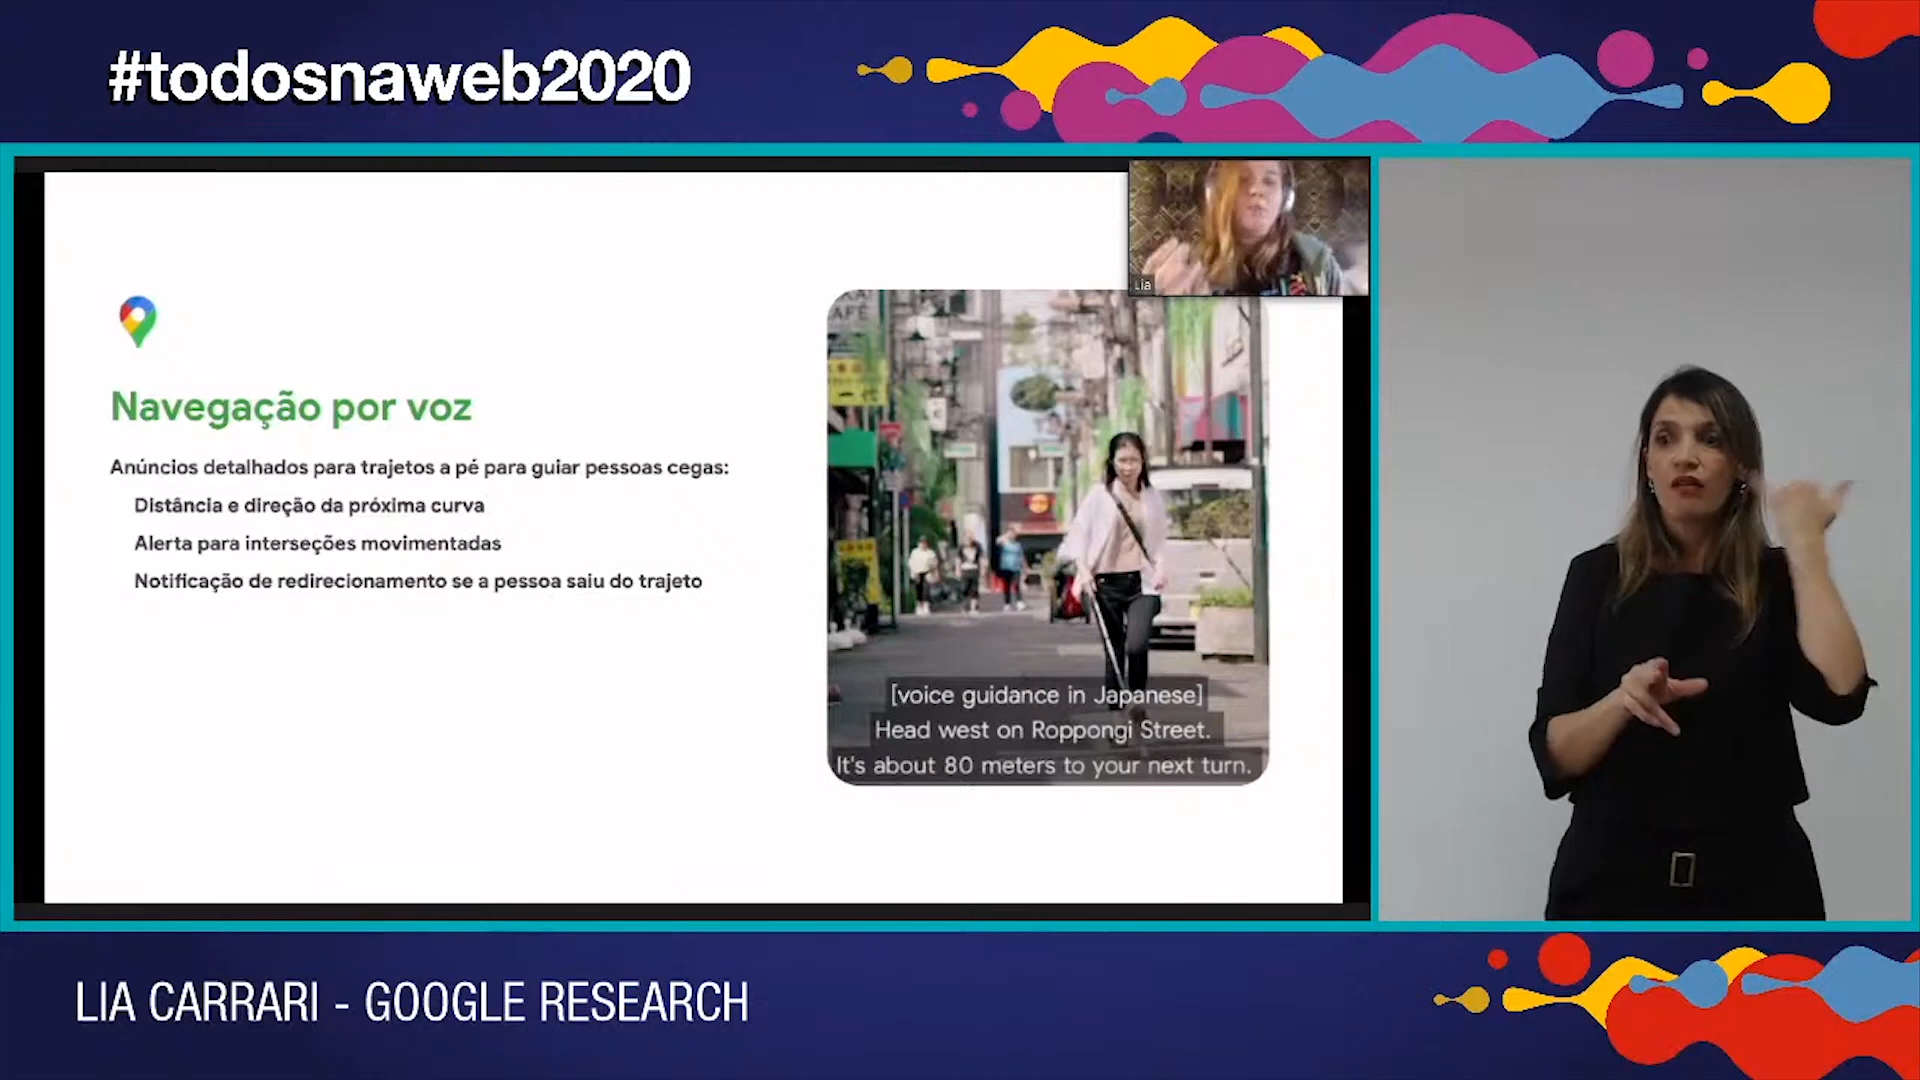 #todosnaweb2020
Lia
Navegação por voz
Anúncios detalhados para trajetos a pé para guiar pessoas cegas:
Distância e direção da próxima curva
Alerta para interseções movimentadas
Notificação de redirecionamento se a pessoa saiu do trajeto
[voice guidance in Japanese]
Head west on Roppongi Street.
It's about 80 meters to your next turn.
LIA CARRARI - GOOGLE RESEARCH